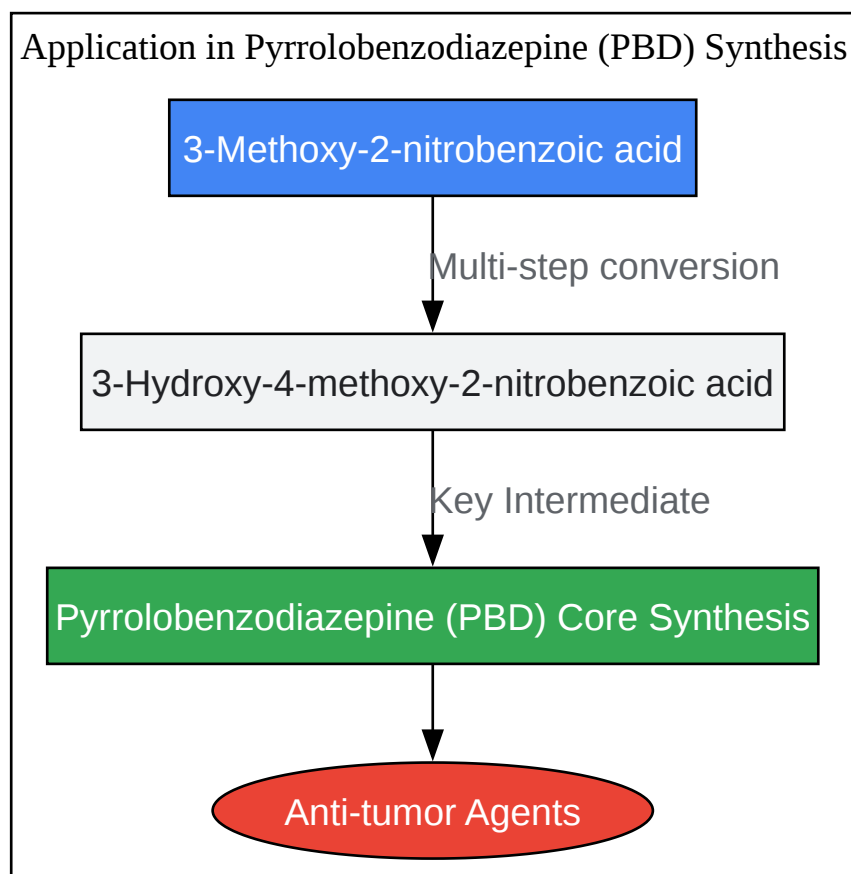 Application in Pyrrolobenzodiazepine (PBD) Synthesis
3-Methoxy-2-nitrobenzoic acid
Multi-step conversion
3-Hydroxy-4-methoxy-2-nitrobenzoic acid
Key Intermediate
Pyrrolobenzodiazepine (PBD) Core Synthesis
Anti-tumor Agents